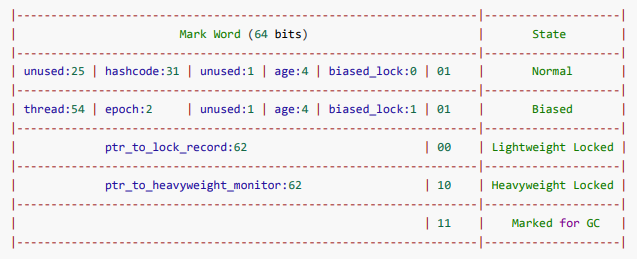 |--------------------------------------------------------------------|--------------------|
| Mark Word (64 bits) | State |
|--------------------------------------------------------------------|--------------------|
| unused:25 | hashcode:31 | unused:1 | age:4 | biased_lock:0 | 01 | Normal |
|--------------------------------------------------------------------|--------------------|
| thread:54 | epoch:2 | unused:1 | age:4 | biased_lock:1 | 01 | Biased |
|--------------------------------------------------------------------|--------------------|
| ptr_to_lock_record:62 | 00 | Lightweight Locked |
|--------------------------------------------------------------------|--------------------|
| ptr_to_heavyweight_monitor:62 | 10 | Heavyweight Locked |
|--------------------------------------------------------------------|--------------------|
| | 11 | Marked for GC |
|--------------------------------------------------------------------|--------------------|